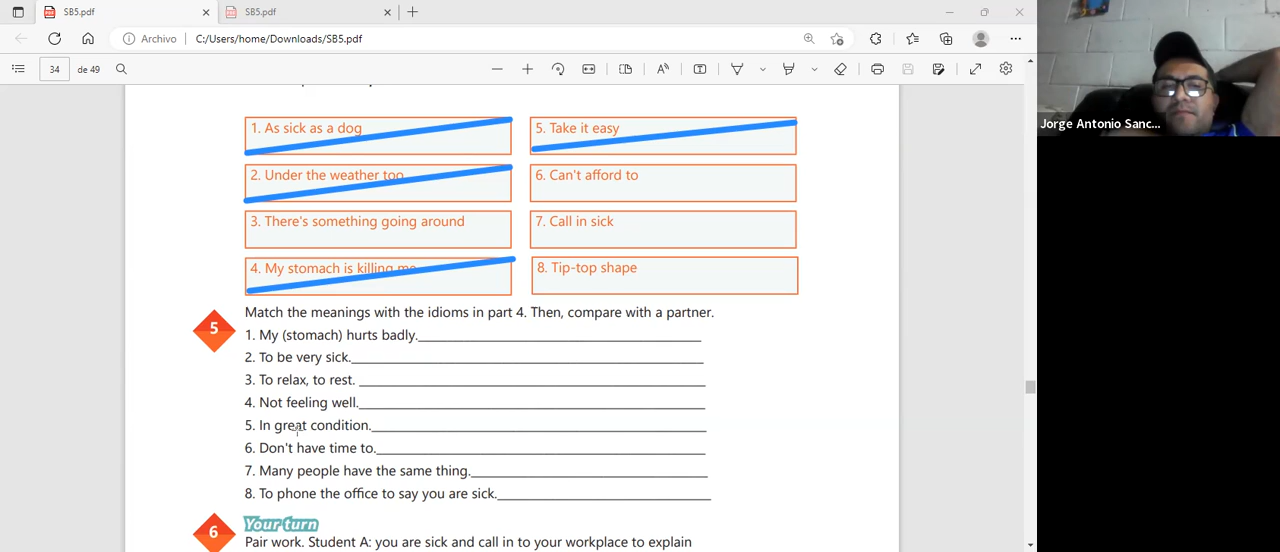 SB5.pdf
SB5.pdf
Archivo
C:/Users/home/Downloads/SB5.pdf
34
de 49
Jorge Antonio Sanc...
1. As sick as a dog
5. Take it easy
2. Under the weather too
6. Can't afford to
3. There's something going around
7. Call in sick
4. My stomach is killing me
8. Tip-top shape
5
Match the meanings with the idioms in part 4. Then, compare with a partner.
1. My (stomach) hurts badly.
2. To be very sick.
3. To relax, to rest.
4. Not feeling well.
5. In great condition.
6. Don't have time to.
7. Many people have the same thing.
8. To phone the office to say you are sick.
6
Your turn
Pair work. Student A: you are sick and call in to your workplace to explain